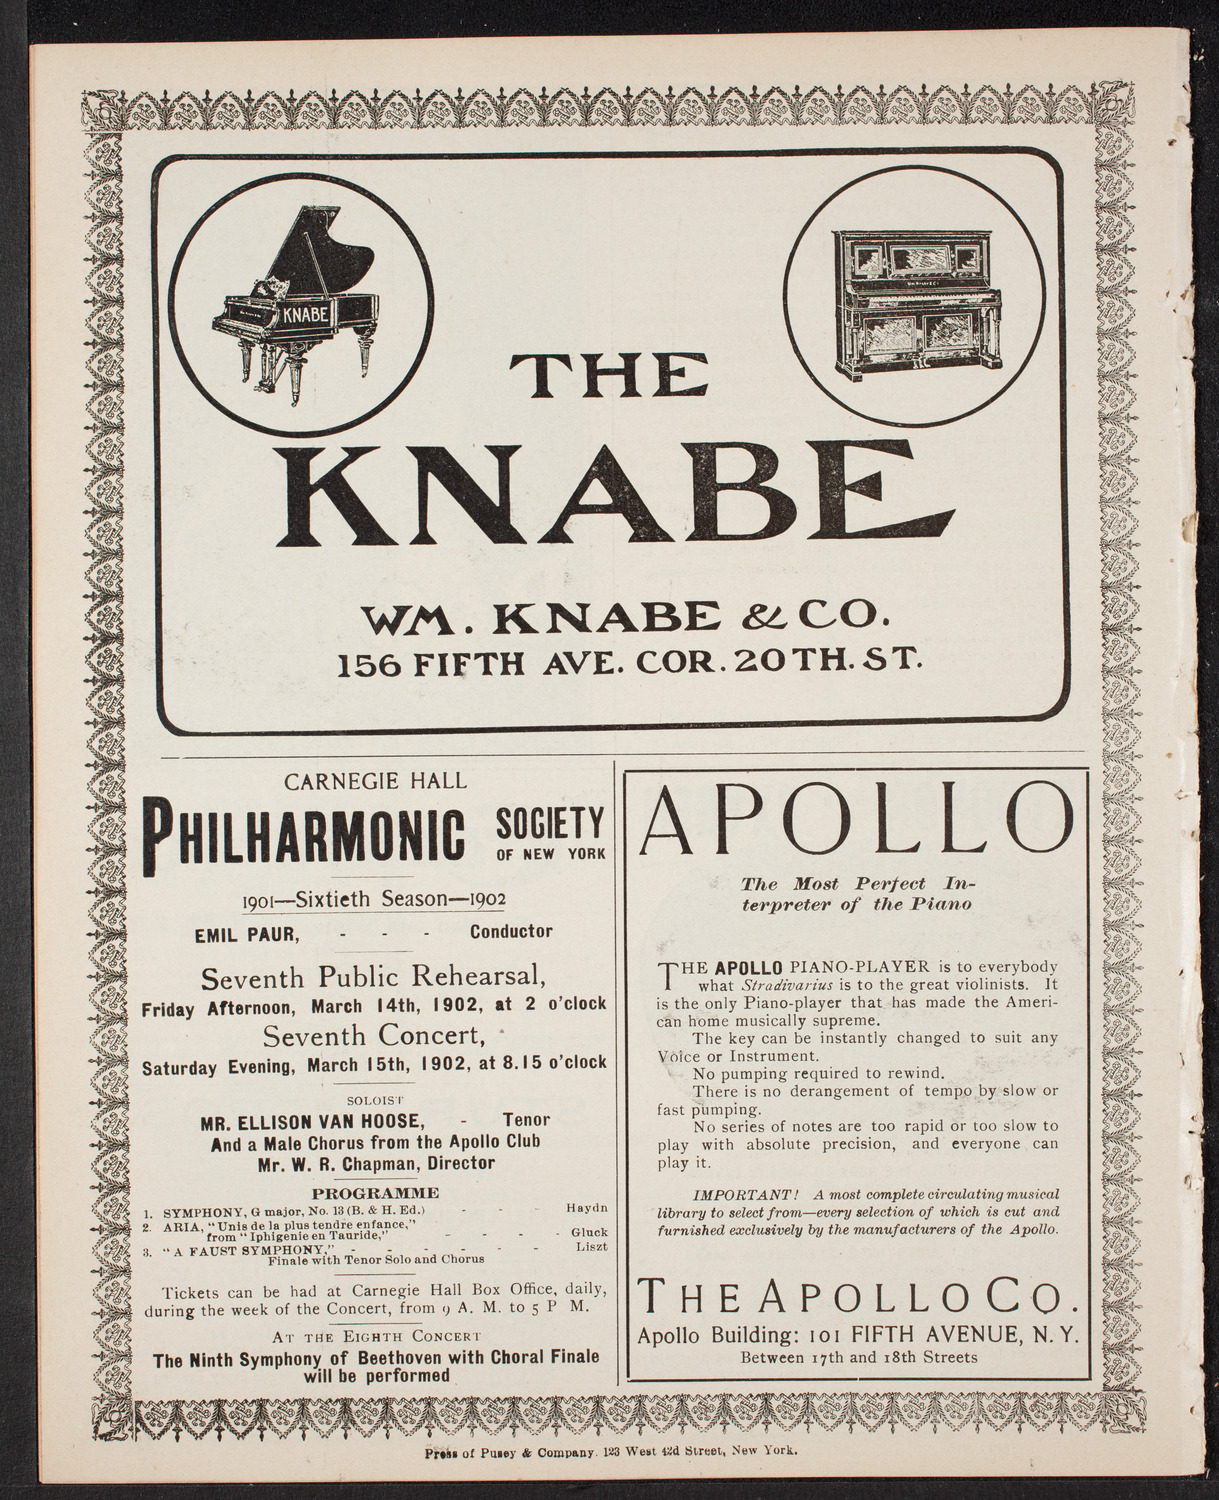 KNABE
Wm. Knabe & Co.
THE
KNABE
WM. KNABE & CO.
156 FIFTH AVE. COR. 20TH. ST.
CARNEGIE HALL
PHILHARMONIC SOCIETY
OF NEW YORK
1901—Sixtieth Season—1902
EMIL PAUR, - - - Conductor
Seventh Public Rehearsal,
Friday Afternoon, March 14th, 1902, at 2 o'clock
Seventh Concert,
Saturday Evening, March 15th, 1902, at 8.15 o'clock
SOLOIST
MR. ELLISON VAN HOOSE, - Tenor
And a Male Chorus from the Apollo Club
Mr. W. R. Chapman, Director
PROGRAMME
1. SYMPHONY, G major, No. 13 (B. & H. Ed.) - - - Haydn
2. ARIA, "Unis de la plus tendre enfance,"
from "Iphigenie en Tauride," - - - - Gluck
3. "A FAUST SYMPHONY," - - - - - - Liszt
Finale with Tenor Solo and Chorus
Tickets can be had at Carnegie Hall Box Office, daily,
during the week of the Concert, from 9 A. M. to 5 P M.
AT THE EIGHTH CONCERT
The Ninth Symphony of Beethoven with Choral Finale
will be performed
APOLLO
The Most Perfect In-
terpreter of the Piano
THE APOLLO PIANO-PLAYER is to everybody
what Stradivarius is to the great violinists. It
is the only Piano-player that has made the Ameri-
can home musically supreme.
The key can be instantly changed to suit any
Voice or Instrument.
No pumping required to rewind.
There is no derangement of tempo by slow or
fast pumping.
No series of notes are too rapid or too slow to
play with absolute precision, and everyone can
play it.
IMPORTANT! A most complete circulating musical
library to select from—every selection of which is cut and
furnished exclusively by the manufacturers of the Apollo.
THE APOLLO CO.
Apollo Building: 101 FIFTH AVENUE, N. Y.
Between 17th and 18th Streets
Press of Pusey & Company. 123 West 42d Street, New York.